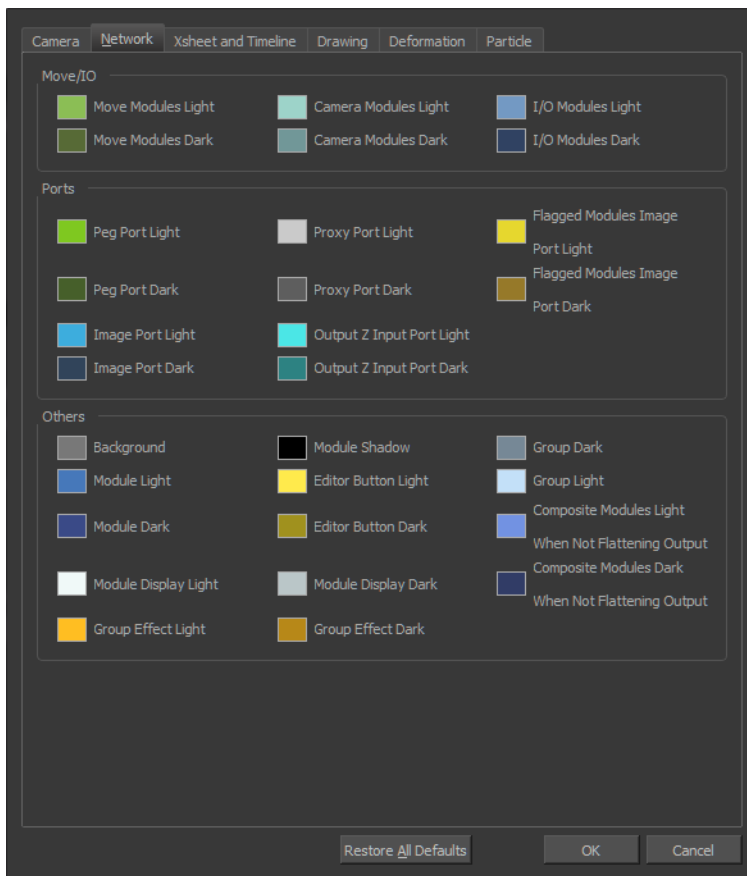 Camera Network Xsheet and Timeline Drawing Deformation Particle
Move/IO
Move Modules Light Camera Modules Light I/O Modules Light
Move Modules Dark Camera Modules Dark I/O Modules Dark
Ports
Peg Port Light Proxy Port Light Flagged Modules Image
Port Light
Peg Port Dark Proxy Port Dark Flagged Modules Image
Port Dark
Image Port Light Output Z Input Port Light
Image Port Dark Output Z Input Port Dark
Others
Background Module Shadow Group Dark
Module Light Editor Button Light Group Light
Module Dark Editor Button Dark Composite Modules Light
When Not Flattening Output
Module Display Light Module Display Dark Composite Modules Dark
When Not Flattening Output
Group Effect Light Group Effect Dark
Restore All Defaults OK Cancel